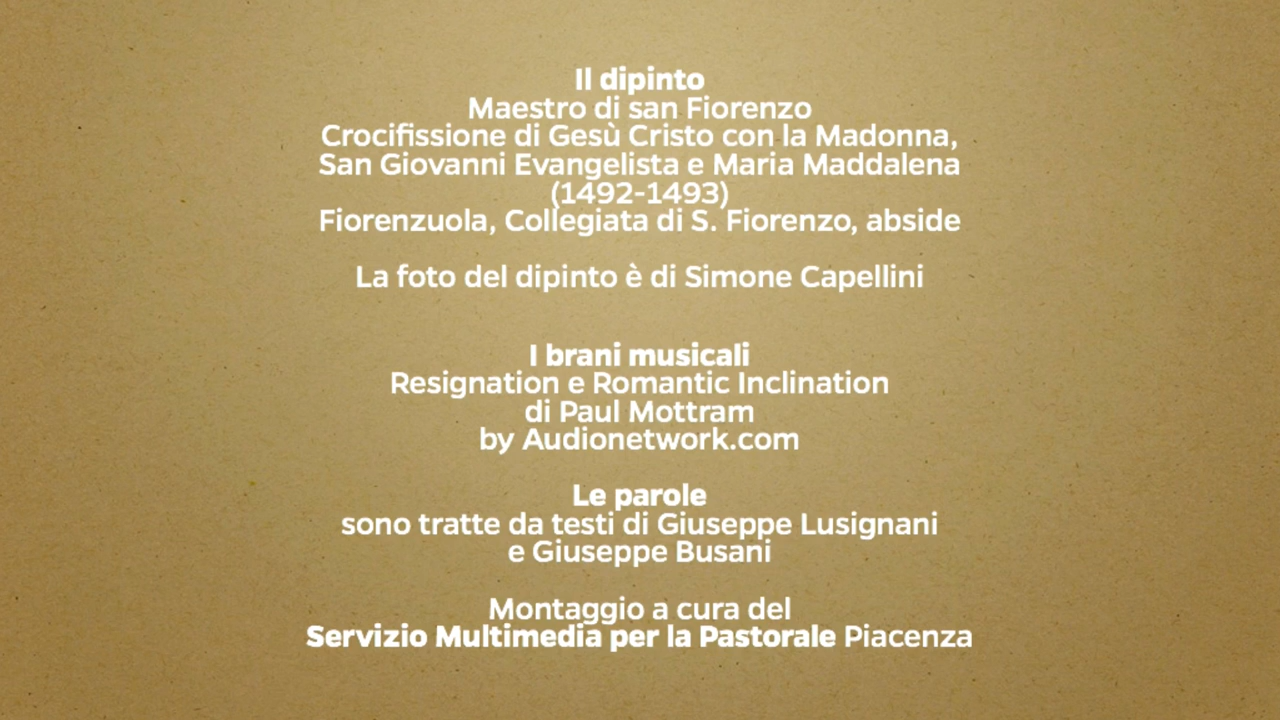 Il dipinto
Maestro di san Fiorenzo
Crocifissione di Gesù Cristo con la Madonna,
San Giovanni Evangelista e Maria Maddalena
(1492-1493)
Fiorenzuola, Collegiata di S. Fiorenzo, abside
La foto del dipinto è di Simone Capellini
I brani musicali
Resignation e Romantic Inclination
di Paul Mottram
by Audionetwork.com
Le parole
sono tratte da testi di Giuseppe Lusignani
e Giuseppe Busani
Montaggio a cura del
Servizio Multimedia per la Pastorale Piacenza